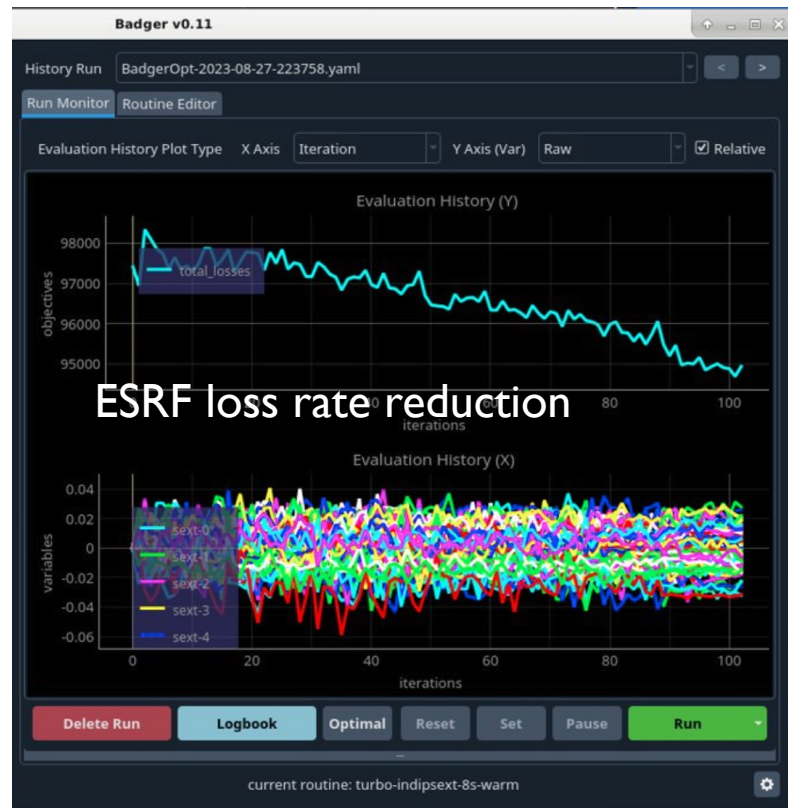 Badger v0.11
History Run BadgerOpt-2023-08-27-223758.yaml < >
Run Monitor Routine Editor
Evaluation History Plot Type X Axis Iteration Y Axis (Var) Raw Relative
Evaluation History (Y)
98000
97000
96000
95000
objectives
total_losses
0 80 100
ESRF loss rate reduction
iterations
Evaluation History (X)
0.04
0.02
0
-0.02
-0.04
-0.06
variables
sext-0
sext-1
sext-2
sext-3
sext-4
0 20 40 60 80 100
iterations
Delete Run Logbook Optimal Reset Set Pause Run
current routine: turbo-indipsext-8s-warm